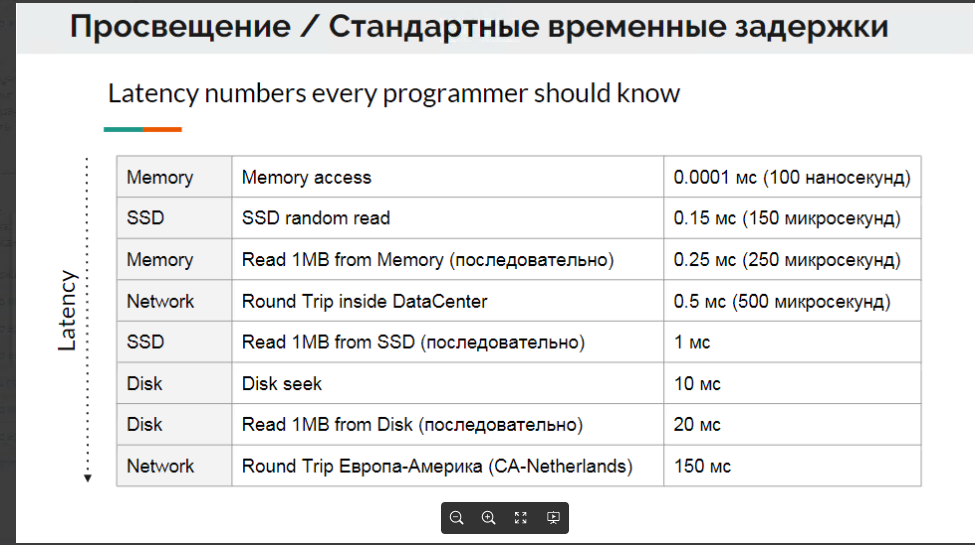 Просвещение / Стандартные временные задержки
Latency numbers every programmer should know
Latency
Memory Memory access 0.0001 мс (100 наносекунд)
SSD SSD random read 0.15 мс (150 микросекунд)
Memory Read 1MB from Memory (последовательно) 0.25 мс (250 микросекунд)
Network Round Trip inside DataCenter 0.5 мс (500 микросекунд)
SSD Read 1MB from SSD (последовательно) 1 мс
Disk Disk seek 10 мс
Disk Read 1MB from Disk (последовательно) 20 мс
Network Round Trip Европа-Америка (CA-Netherlands) 150 мс